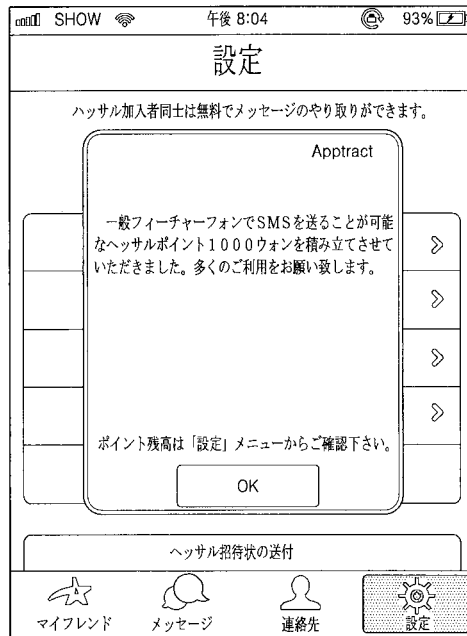 SHOW 午後 8:04 93%
設定
ハッサル加入者同士は無料でメッセージのやり取りができます。
Apptract
一般フィーチャーフォンでSMSを送ることが可能
なヘッサルポイント1000ウォンを積み立てさせて
いただきました。多くのご利用をお願い致します。
ポイント残高は「設定」メニューからご確認下さい。
OK
ヘッサル招待状の送付
マイフレンド メッセージ 連絡先 設定